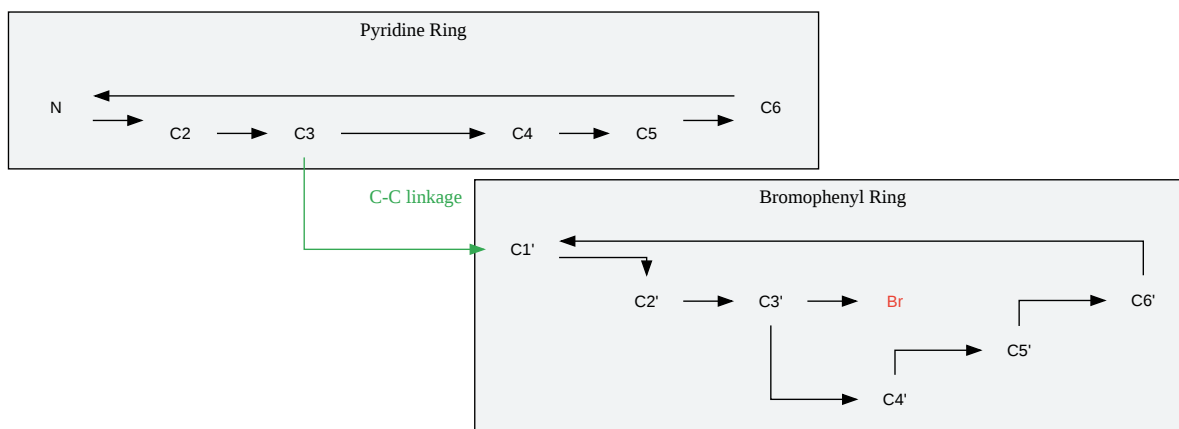 Pyridine Ring
N
C2
C3
C4
C5
C6
C-C linkage
Bromophenyl Ring
C1'
C2'
C3'
Br
C4'
C5'
C6'